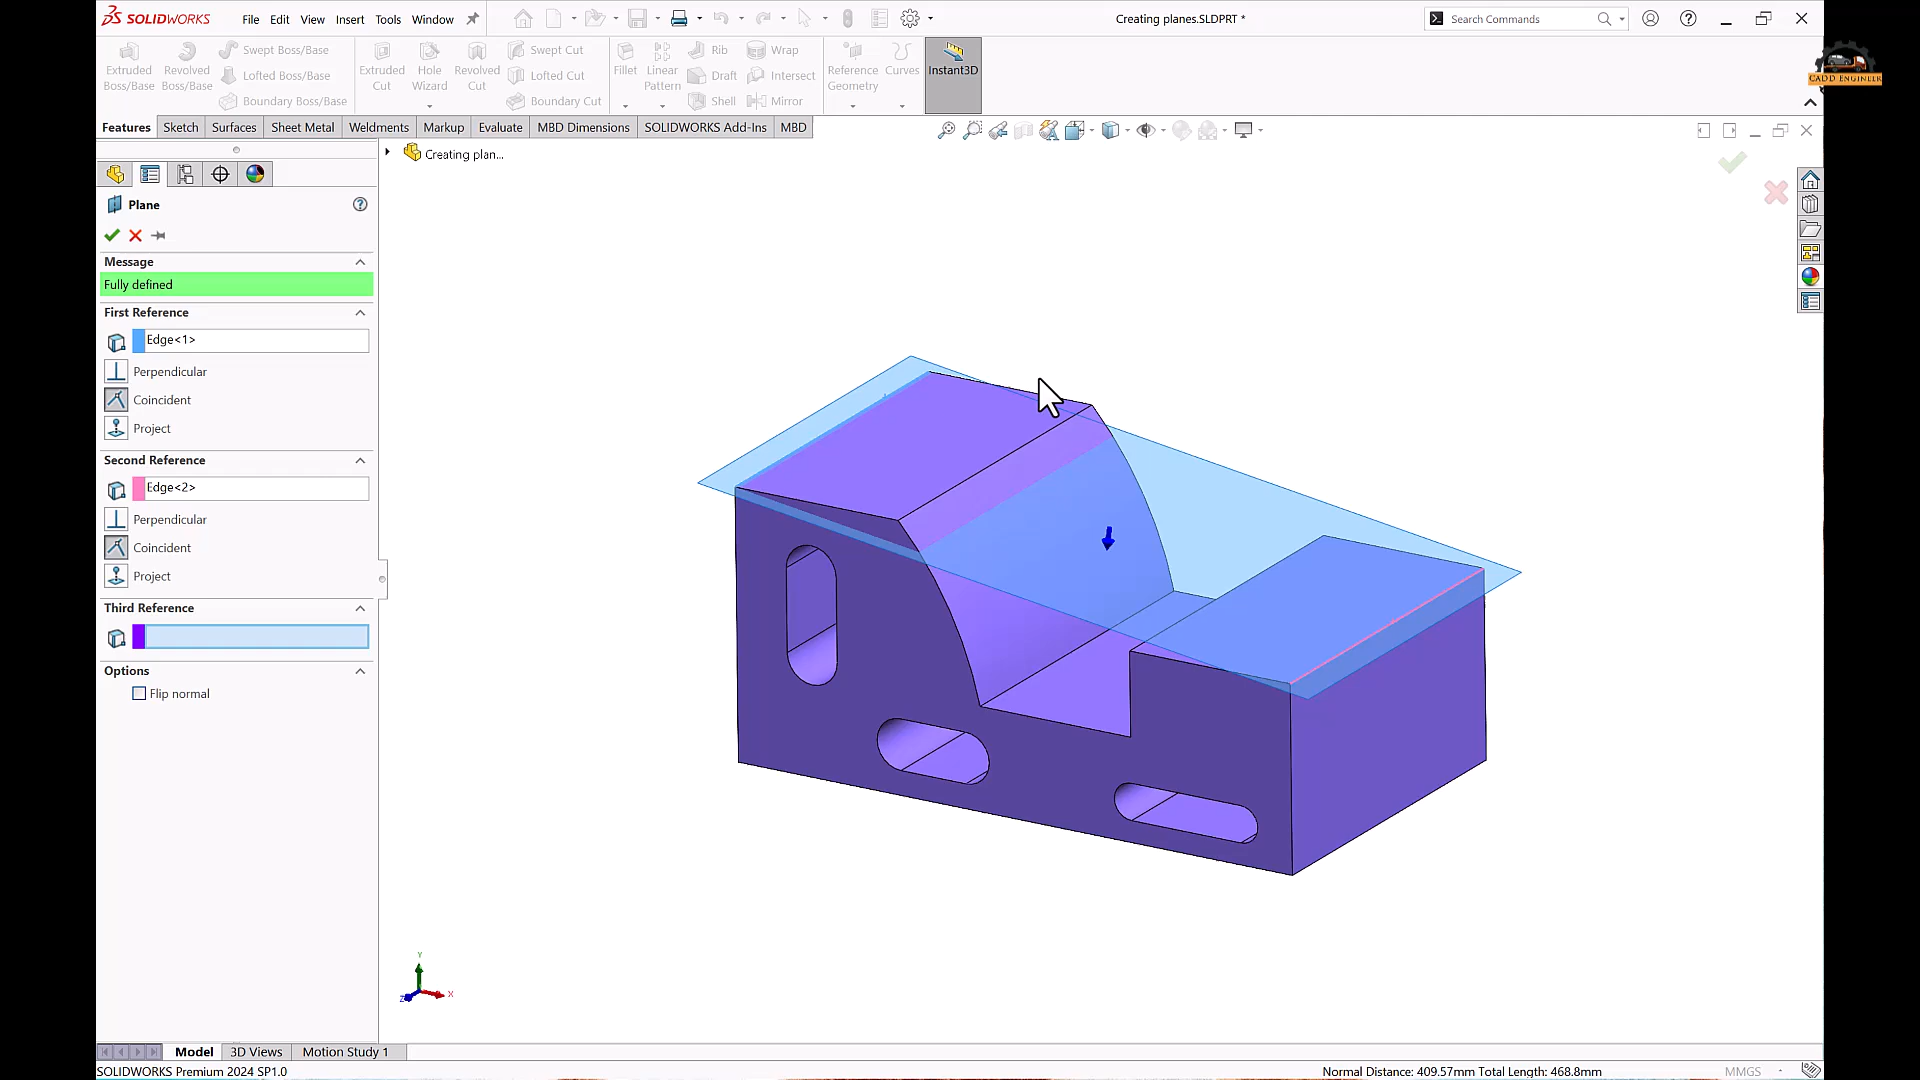 SOLIDWORKS File Edit View Insert Tools Window Creating planes.SLDPRT * Search Commands
CADD ENGINEER
Extruded Boss/Base
Revolved Boss/Base
Swept Boss/Base
Lofted Boss/Base
Boundary Boss/Base
Extruded Cut
Hole Wizard
Revolved Cut
Swept Cut
Lofted Cut
Boundary Cut
Fillet
Linear Pattern
Rib
Draft
Shell
Wrap
Intersect
Mirror
Reference Geometry
Curves
Instant3D
Features Sketch Surfaces Sheet Metal Weldments Markup Evaluate MBD Dimensions SOLIDWORKS Add-Ins MBD
Creating plan...
Plane
Message
Fully defined
First Reference
Edge<1>
Perpendicular
Coincident
Project
Second Reference
Edge<2>
Perpendicular
Coincident
Project
Third Reference
Options
Flip normal
Y
X
Z
Model 3D Views Motion Study 1
SOLIDWORKS Premium 2024 SP1.0 Normal Distance: 409.57mm Total Length: 468.8mm MMGS